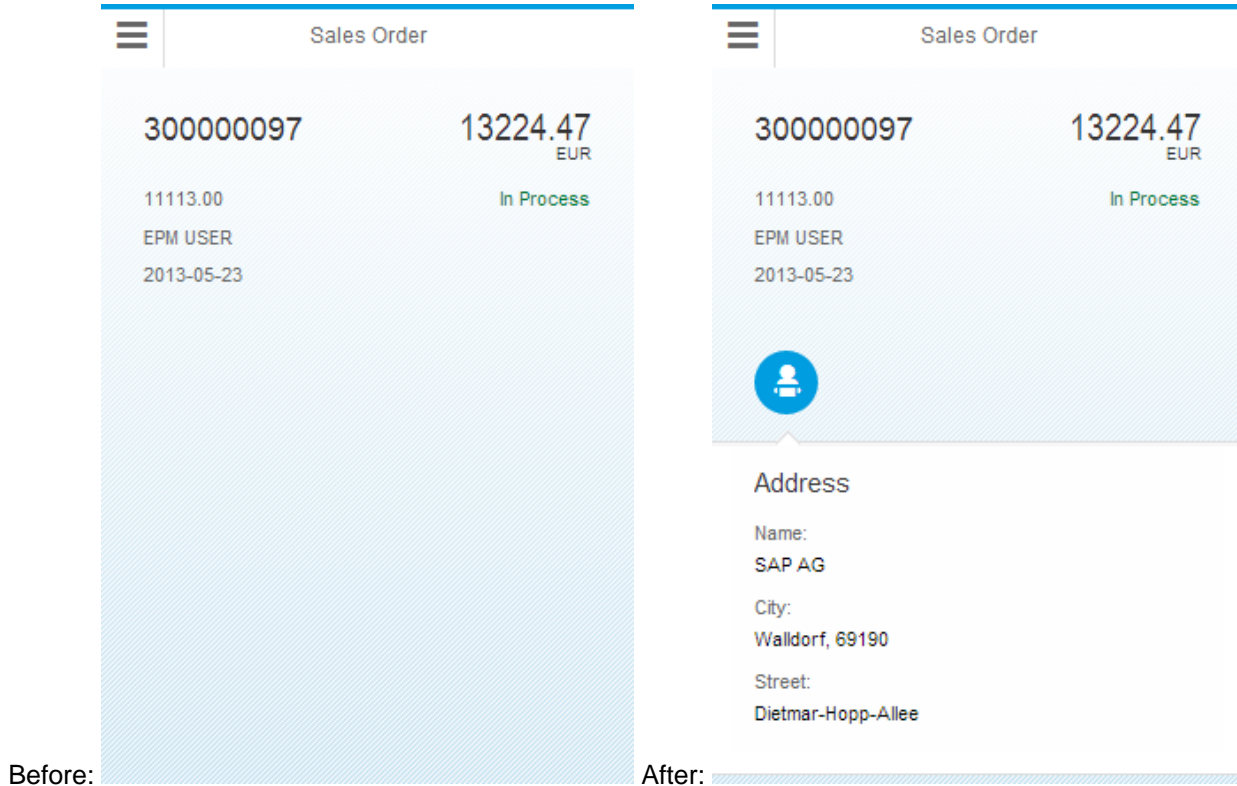 Sales Order
300000097 13224.47
EUR
11113.00 In Process
EPM USER
2013-05-23
Before:
Sales Order
300000097 13224.47
EUR
11113.00 In Process
EPM USER
2013-05-23
Address
Name:
SAP AG
City:
Walldorf, 69190
Street:
Dietmar-Hopp-Allee
After: